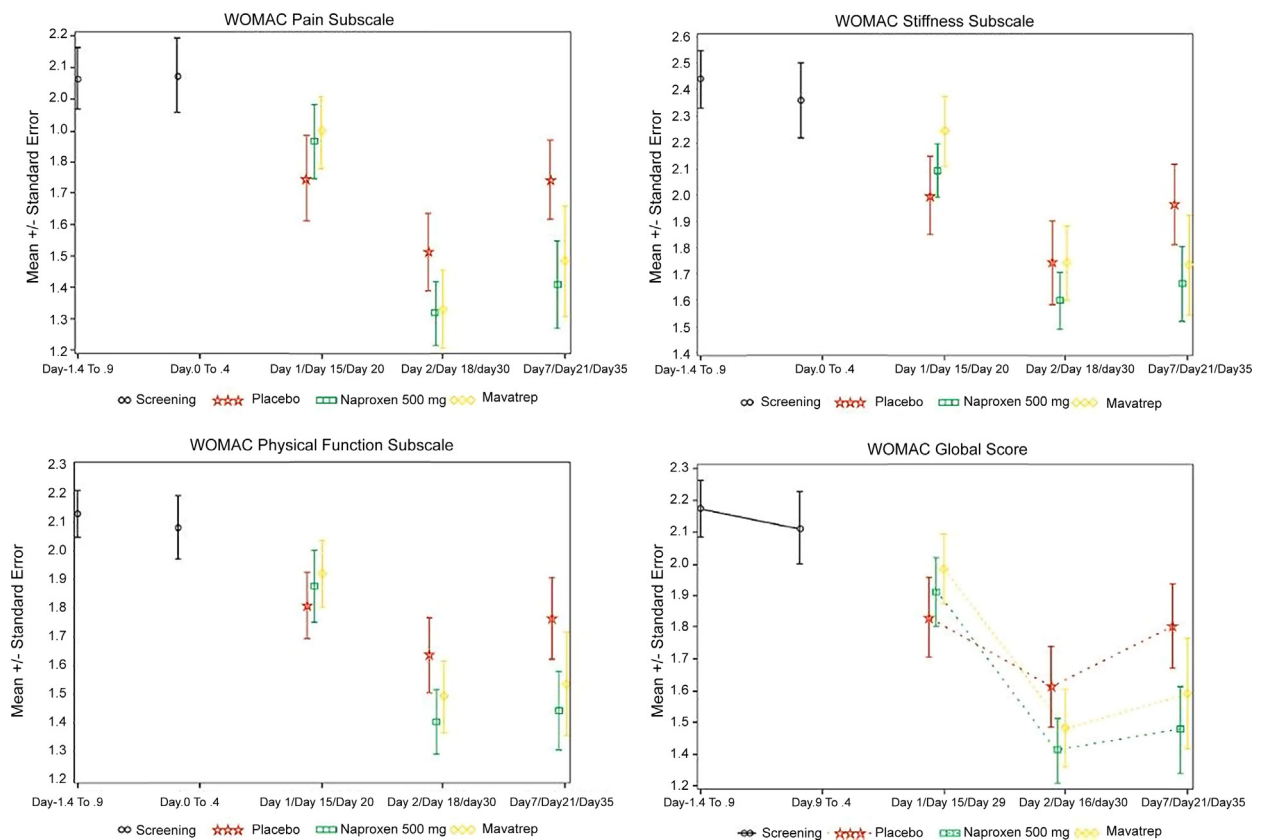 WOMAC Pain Subscale
Mean +/- Standard Error
2.2
2.1
2.0
1.0
1.8
1.7
1.6
1.5
1.4
1.3
1.2
Day-1.4 To .9 Day.0 To .4 Day 1/Day 15/Day 20 Day 2/Day 18/day30 Day7/Day21/Day35
Screening Placebo Naproxen 500 mg Mavatrep
WOMAC Stiffness Subscale
Mean +/- Standard Error
2.6
2.5
2.4
2.3
2.2
2.1
2.0
1.9
1.8
1.7
1.6
1.5
1.4
Day-1.4 To .9 Day.0 To .4 Day 1/Day 15/Day 20 Day 2/Day 18/day30 Day7/Day21/Day35
Screening Placebo Naproxen 500 mg Mavatrep
WOMAC Physical Function Subscale
Mean +/- Standard Error
2.3
2.2
2.1
2.0
1.9
1.8
1.7
1.6
1.5
1.4
1.3
1.2
Day-1.4 To .9 Day.0 To .4 Day 1/Day 15/Day 20 Day 2/Day 18/day30 Day7/Day21/Day35
Screening Placebo Naproxen 500 mg Mavatrep
WOMAC Global Score
Mean +/- Standard Error
2.3
2.2
2.1
2.0
1.9
1.8
1.7
1.6
1.5
1.4
1.2
Day-1.4 To .9 Day.9 To .4 Day 1/Day 15/Day 29 Day 2/Day 16/day30 Day7/Day21/Day35
Screening Placebo Naproxen 500 mg Mavatrep